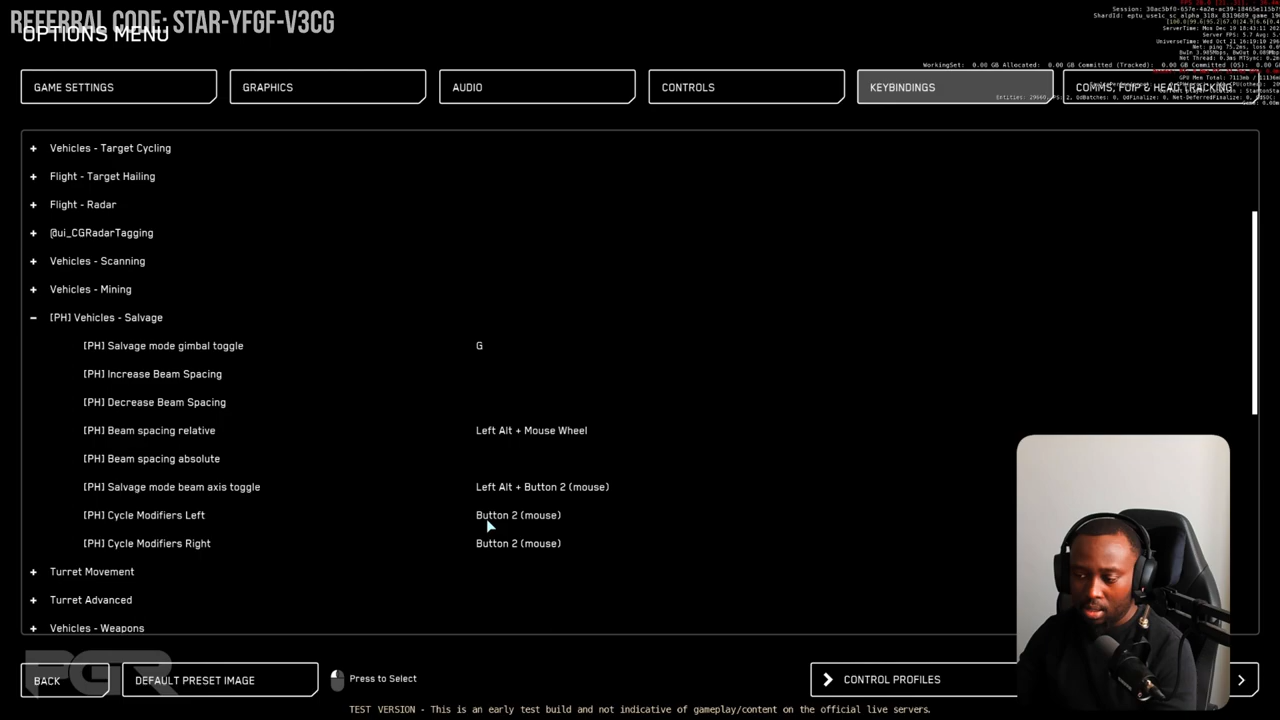 REFERRAL CODE: STAR-YFGF-V3CG
OPTIONS MENU
GAME SETTINGS
GRAPHICS
AUDIO
CONTROLS
KEYBINDINGS
COMMS, FOIP & HEAD TRACKING
+ Vehicles - Target Cycling
+ Flight - Target Hailing
+ Flight - Radar
+ @ui_CGRadarTagging
+ Vehicles - Scanning
+ Vehicles - Mining
- [PH] Vehicles - Salvage
[PH] Salvage mode gimbal toggle G
[PH] Increase Beam Spacing
[PH] Decrease Beam Spacing
[PH] Beam spacing relative Left Alt + Mouse Wheel
[PH] Beam spacing absolute
[PH] Salvage mode beam axis toggle Left Alt + Button 2 (mouse)
[PH] Cycle Modifiers Left Button 2 (mouse)
[PH] Cycle Modifiers Right Button 2 (mouse)
+ Turret Movement
+ Turret Advanced
+ Vehicles - Weapons
PGR
BACK
DEFAULT PRESET IMAGE
Press to Select
CONTROL PROFILES
TEST VERSION - This is an early test build and not indicative of gameplay/content on the official live servers.